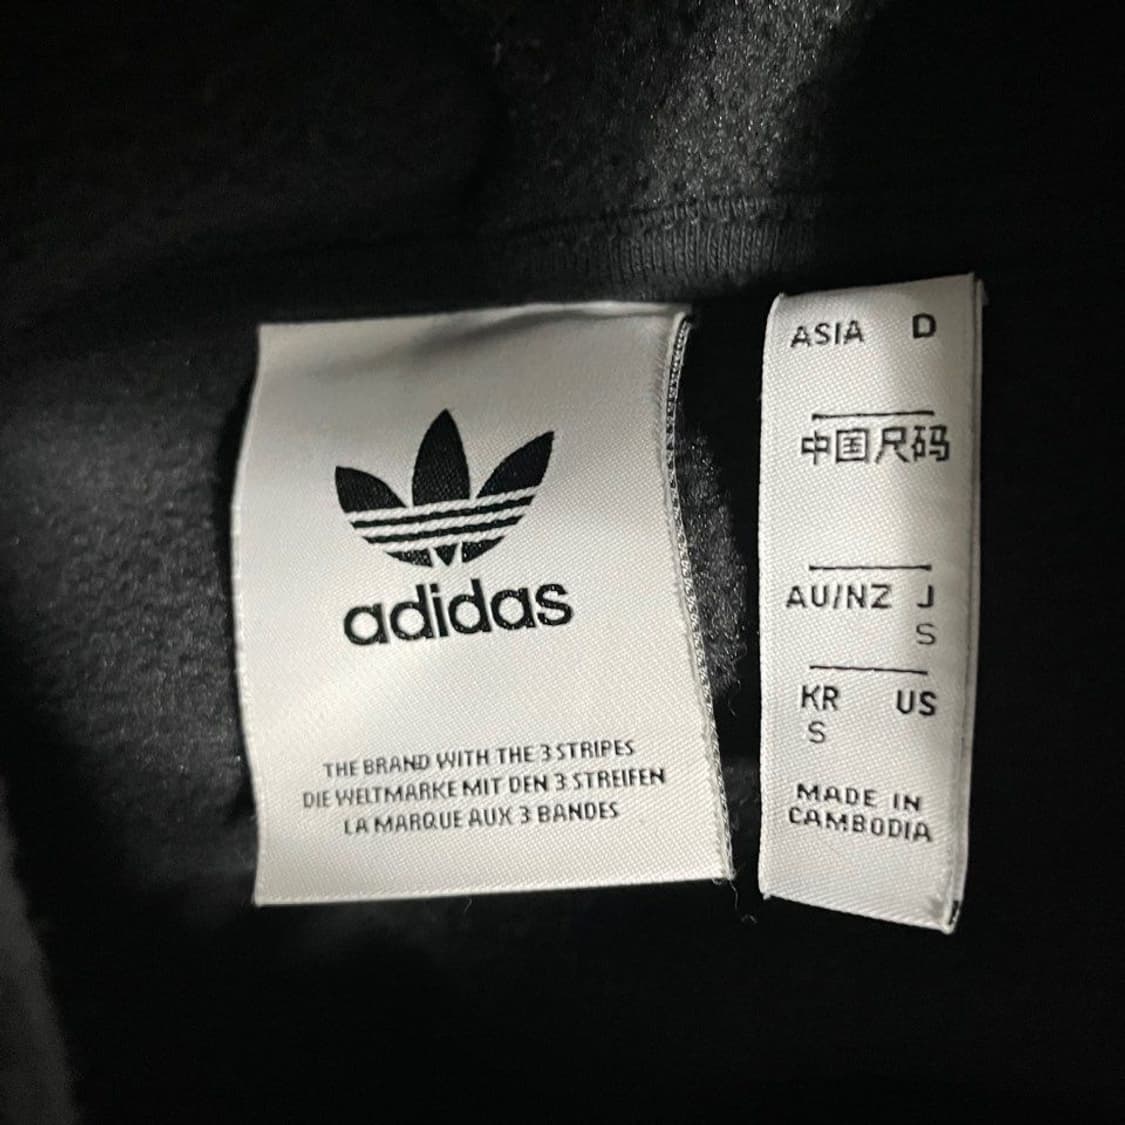 adidas
THE BRAND WITH THE 3 STRIPES
DIE WELTMARKE MIT DEN 3 STREIFEN
LA MARQUE AUX 3 BANDES
ASIA D
中国尺码
AU/NZ J
S
KR US
S
MADE IN
CAMBODIA